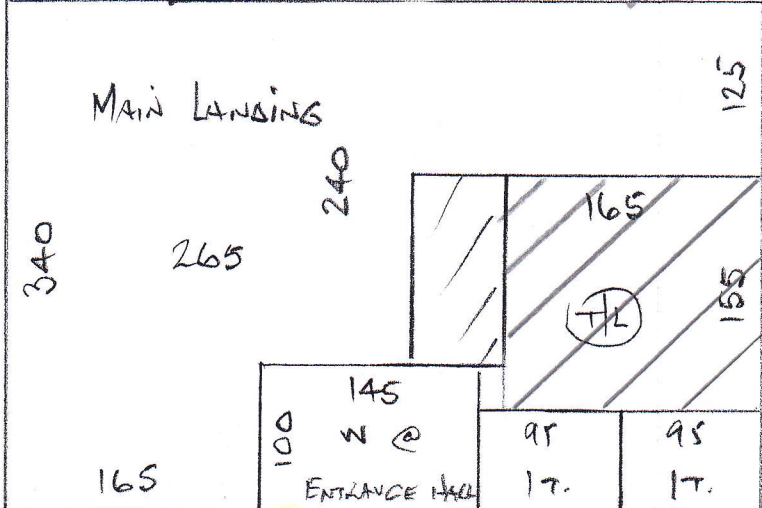 MAIN LANDING
125
240
165
340
265
155
T/L
145
100
W @
ENTRANCE HALL
95
1T.
95
1T.
165